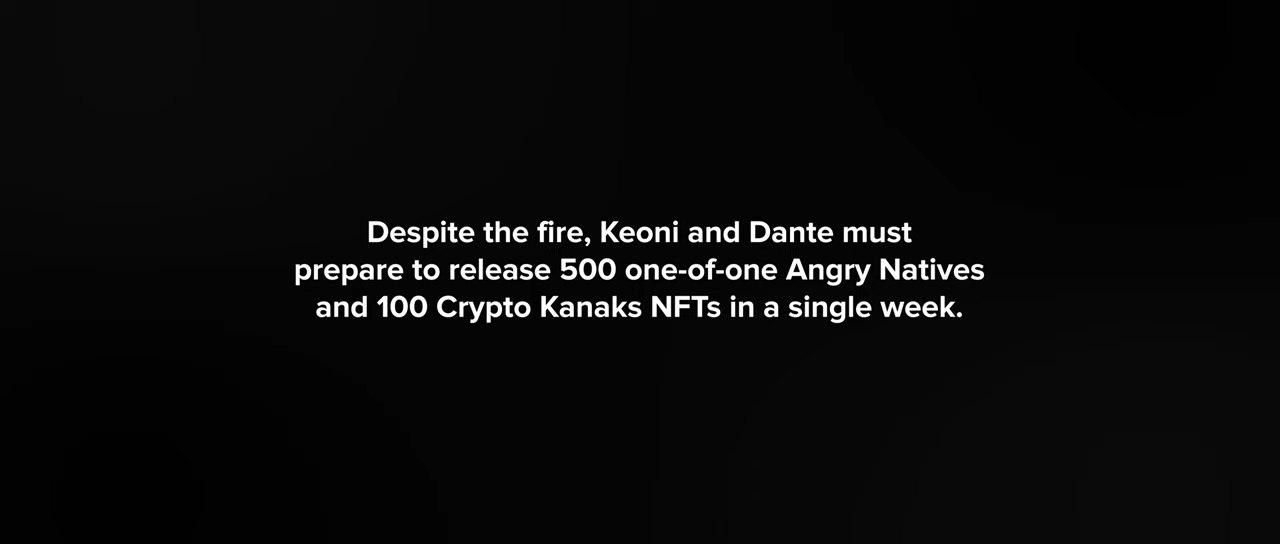 Despite the fire, Keoni and Dante must
prepare to release 500 one-of-one Angry Natives
and 100 Crypto Kanaks NFTs in a single week.